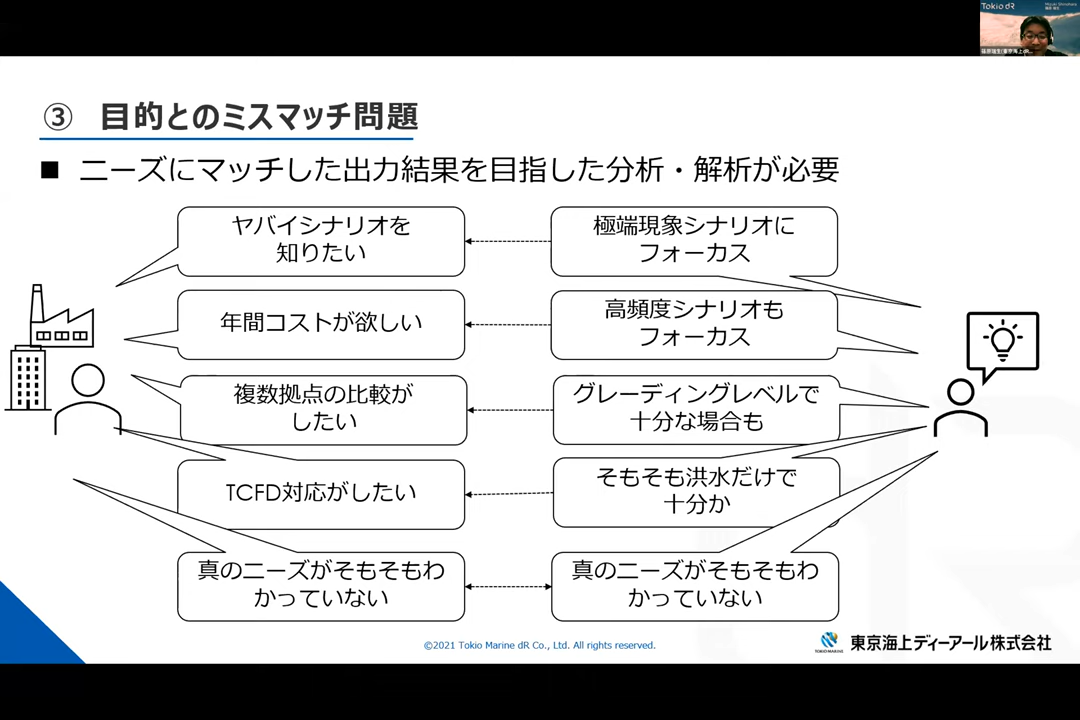 Tokio dR
③ 目的とのミスマッチ問題
■ ニーズにマッチした出力結果を目指した分析・解析が必要
ヤバイシナリオを
知りたい
極端現象シナリオに
フォーカス
年間コストが欲しい
高頻度シナリオも
フォーカス
複数拠点の比較が
したい
グレーディングレベルで
十分な場合も
TCFD対応がしたい
そもそも洪水だけで
十分か
真のニーズがそもそもわ
かっていない
真のニーズがそもそもわ
かっていない
©2021 Tokio Marine dR Co., Ltd. All rights reserved.
TOKIO MARINE
東京海上ディーアール株式会社